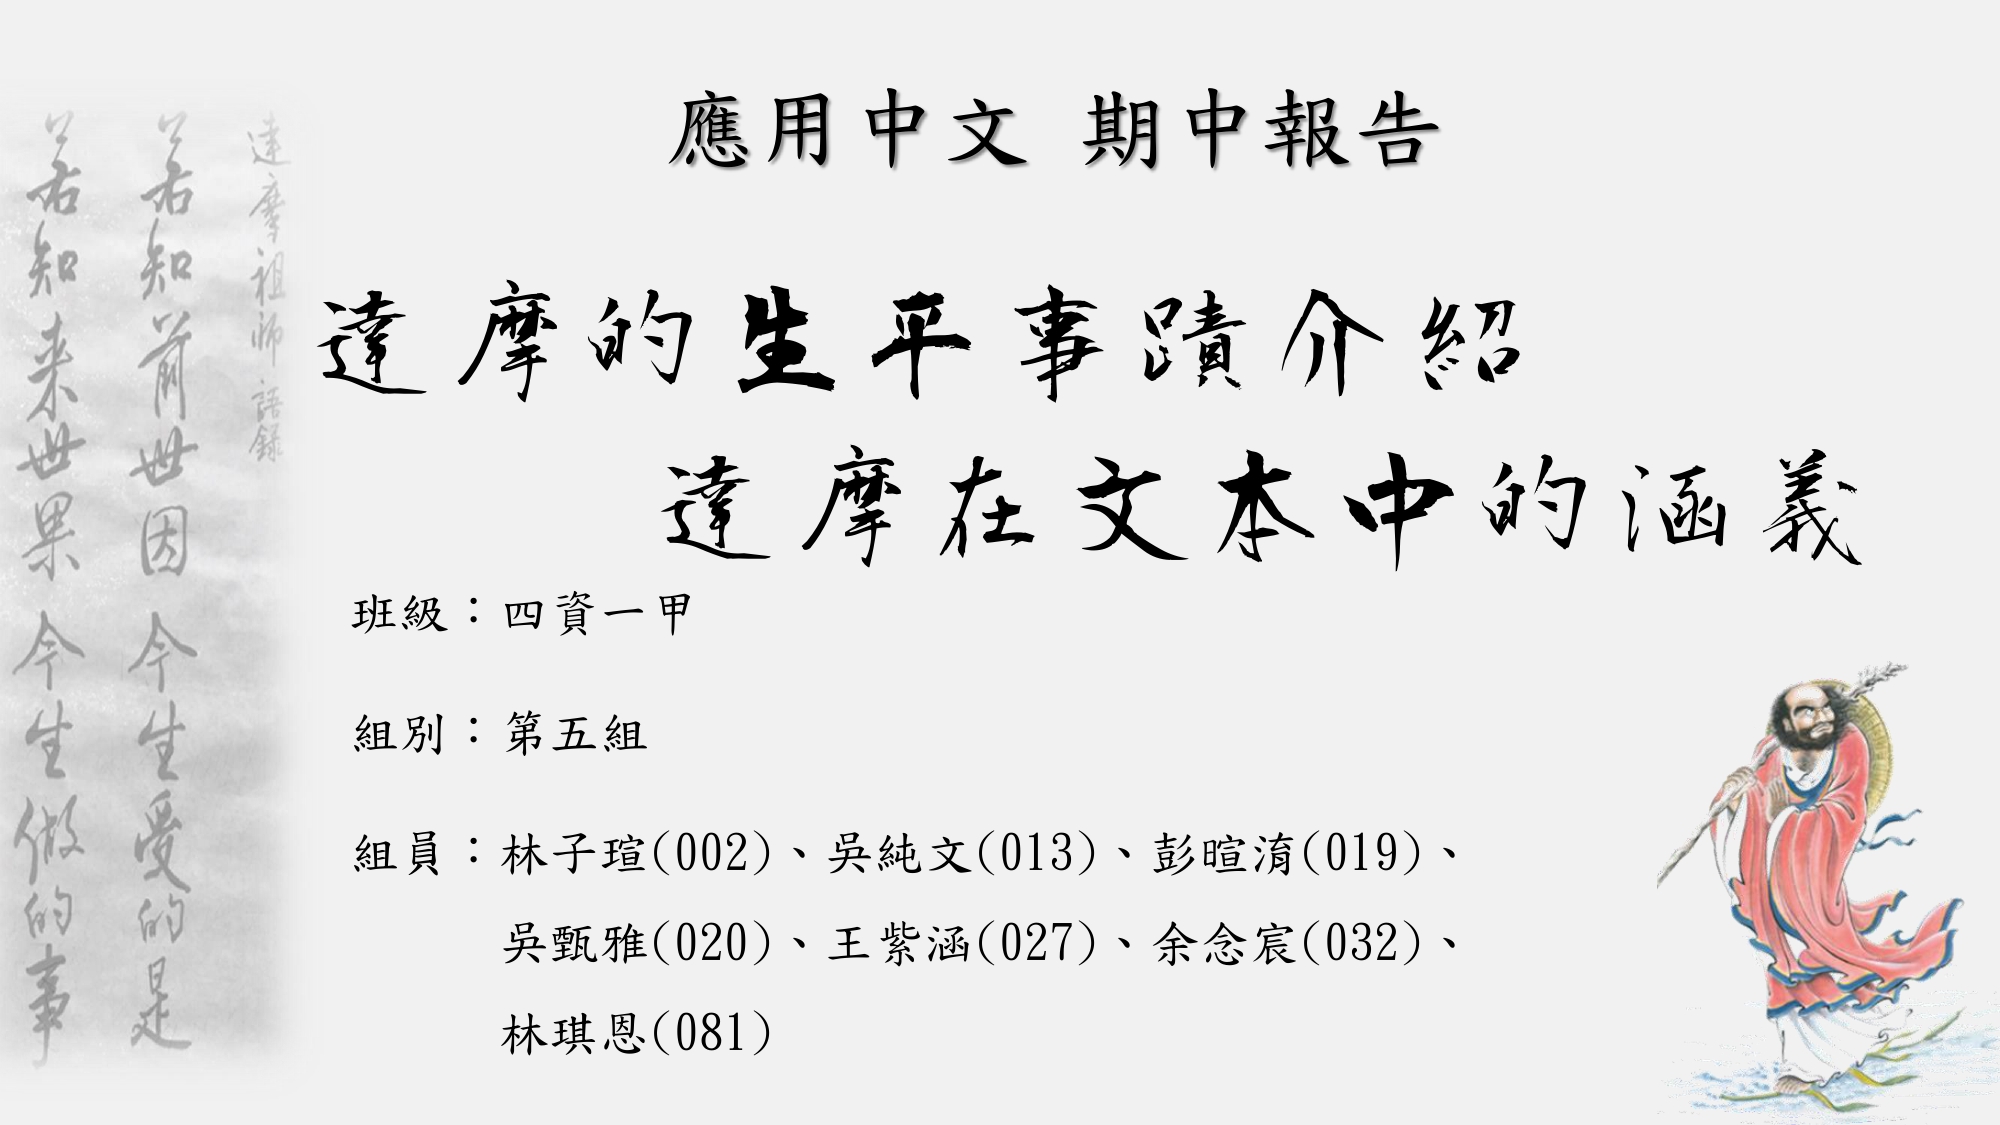 應用中文 期中報告
達摩的生平事蹟介紹
達摩在文本中的涵義
班級：四資一甲
組別：第五組
組員：林子瑄(002)、吳純文(013)、彭暄淯(019)、
吳甄雅(020)、王紫涵(027)、余念宸(032)、
林琪恩(081)
達摩祖師語錄
若知前世因 今生受的是
若知来世果 今生做的事